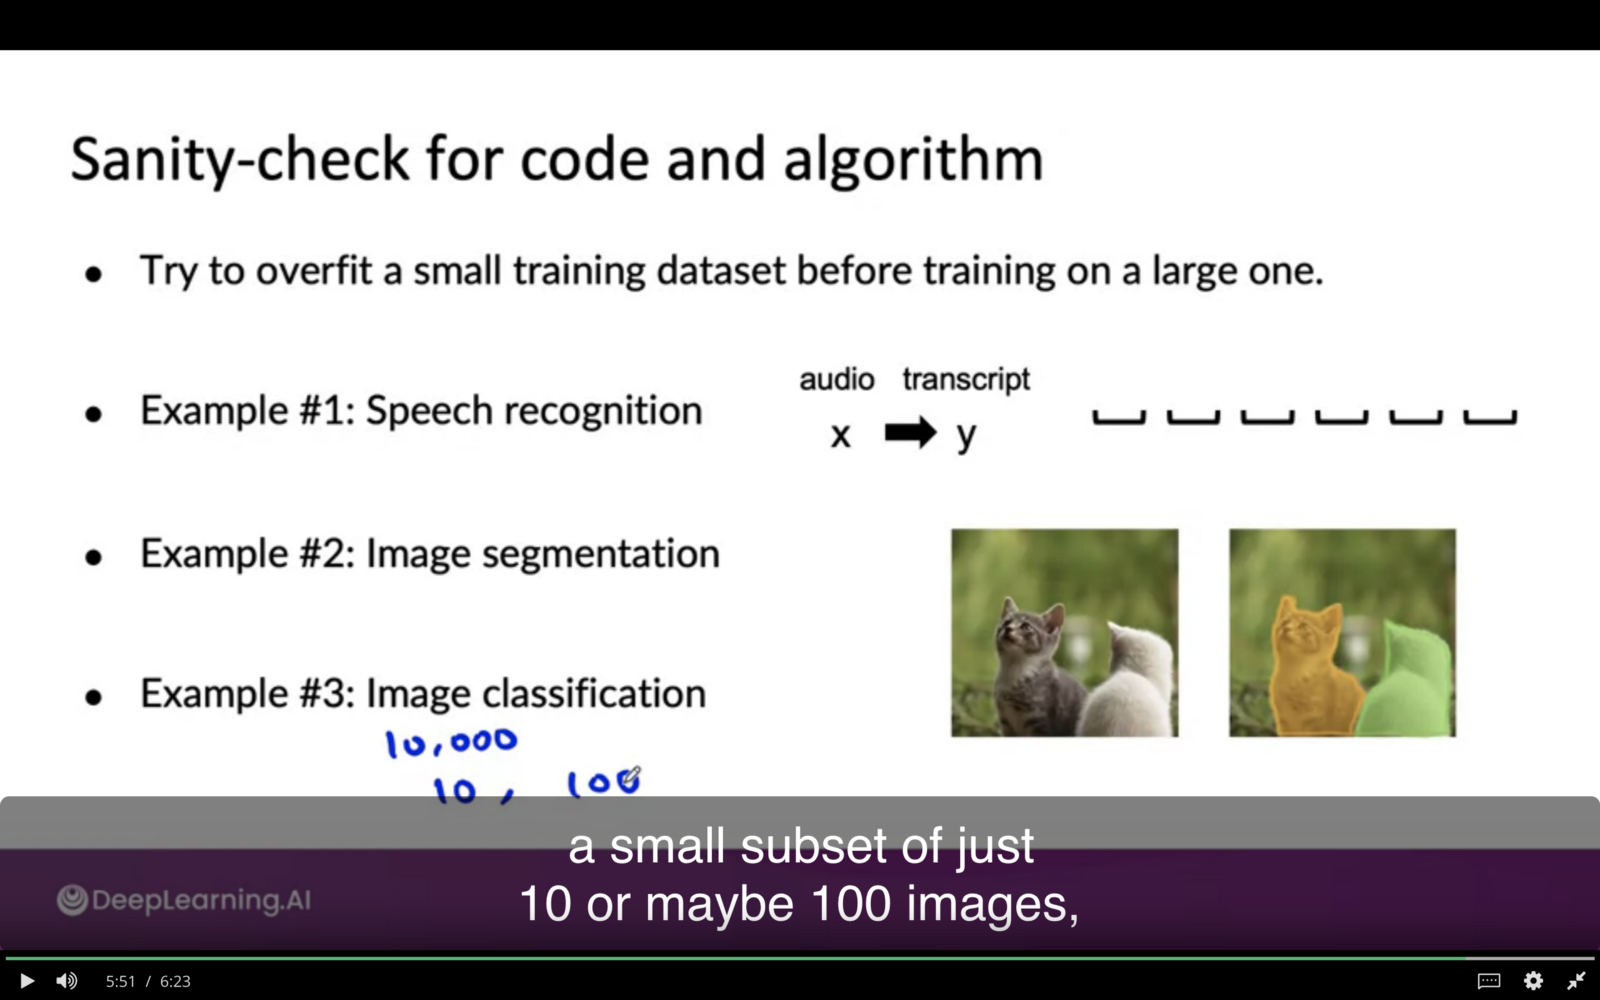 Sanity-check for code and algorithm
• Try to overfit a small training dataset before training on a large one.
audio transcript
• Example #1: Speech recognition
x → y
• Example #2: Image segmentation
• Example #3: Image classification
10,000
10, 100
a small subset of just
10 or maybe 100 images,
DeepLearning.AI
5:51 / 6:23